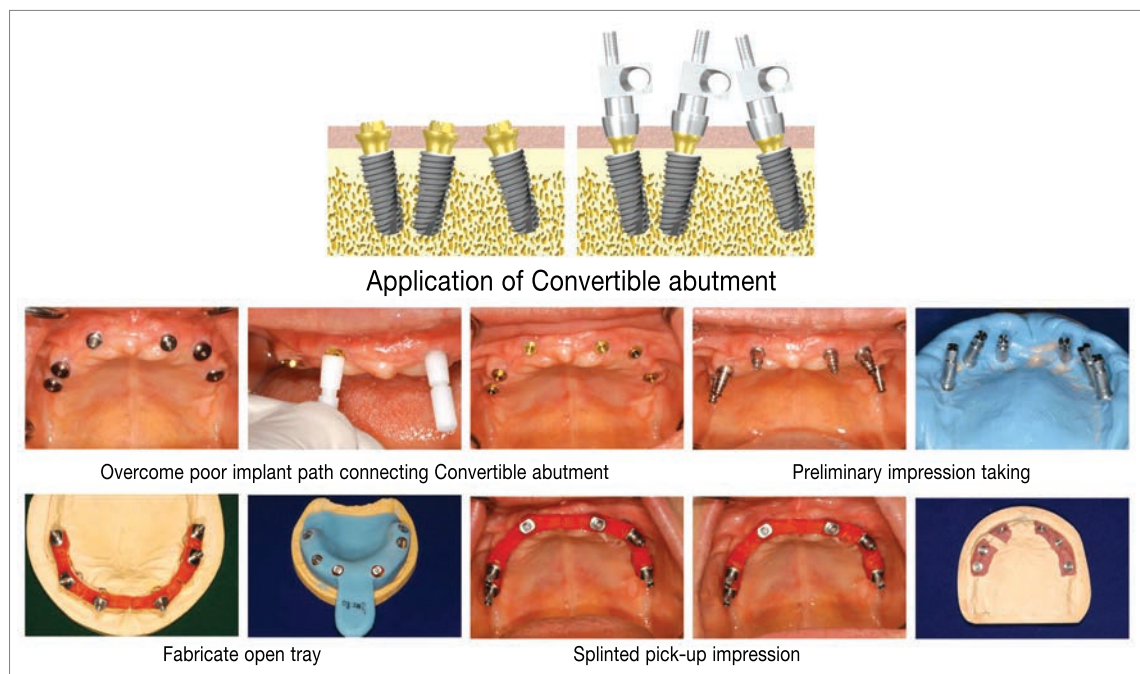 Application of Convertible abutment
Overcome poor implant path connecting Convertible abutment
Preliminary impression taking
Fabricate open tray
Splinted pick-up impression